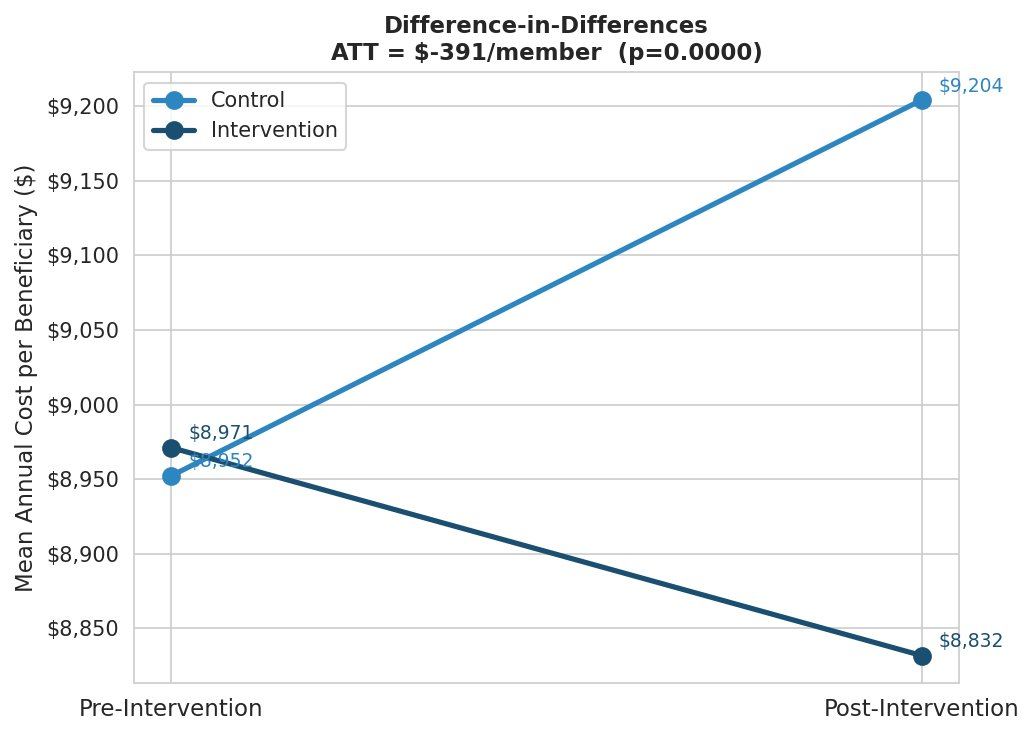 Difference-in-Differences
ATT = $-391/member (p=0.0000)
Mean Annual Cost per Beneficiary ($)
$9,200
$9,150
$9,100
$9,050
$9,000
$8,950
$8,900
$8,850
Control
Intervention
$9,204
$8,971
$8,952
$8,832
Pre-Intervention
Post-Intervention